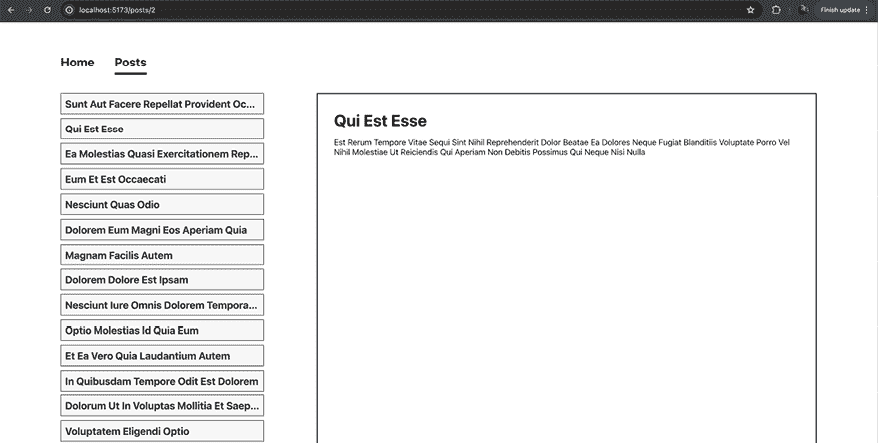 localhost:5173/posts/2
Finish update
Home
Posts
Sunt Aut Facere Repellat Provident Oc...
Qui Est Esse
Ea Molestias Quasi Exercitationem Rep...
Eum Et Est Occaecati
Nesciunt Quas Odio
Dolorem Eum Magni Eos Aperiam Quia
Magnam Facilis Autem
Dolorem Dolore Est Ipsam
Nesciunt Iure Omnis Dolorem Tempora...
Optio Molestias Id Quia Eum
Et Ea Vero Quia Laudantium Autem
In Quibusdam Tempore Odit Est Dolorem
Dolorum Ut In Voluptas Mollitia Et Saep...
Voluptatem Eligendi Optio
Qui Est Esse
Est Rerum Tempore Vitae Sequi Sint Nihil Reprehenderit Dolor Beatae Ea Dolores Neque Fugiat Blanditiis Voluptate Porro Vel
Nihil Molestiae Ut Reiciendis Qui Aperiam Non Debitis Possimus Qui Neque Nisi Nulla